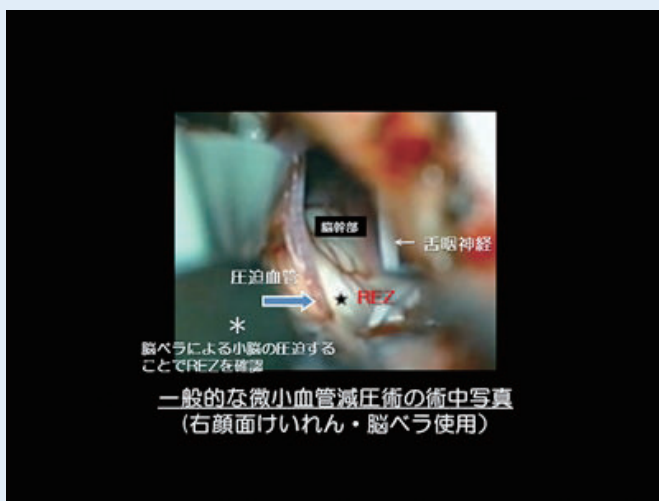 脳幹部
← 舌咽神経
圧迫血管
★ REZ
＊
脳ベラによる小脳の圧迫する
ことでREZを確認
一般的な微小血管減圧術の術中写真
(右顔面けいれん・脳ベラ使用)